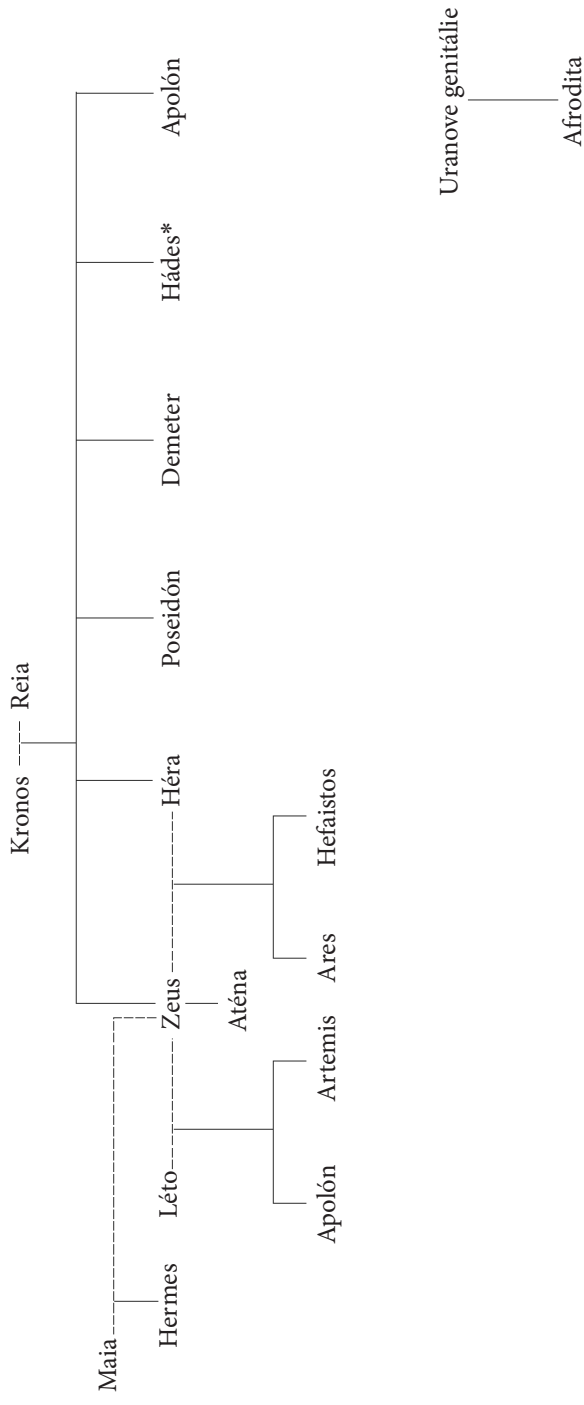 Kronos Reia
Maia
Hermes
Léto
Zeus
Héra
Poseidón
Demeter
Hádes*
Apolón
Aténa
Apolón
Artemis
Ares
Hefaistos
Uranove genitálie
Afrodita